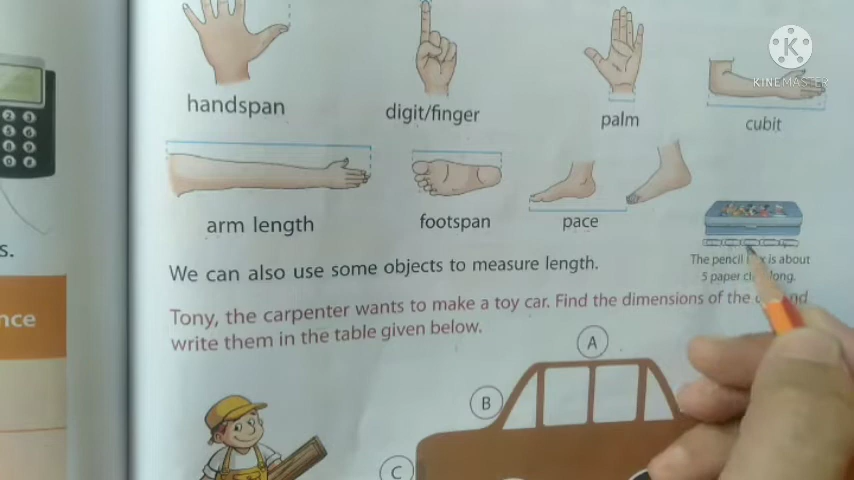 KINEMASTER
handspan
digit/finger
palm
cubit
arm length
footspan
pace
s.
We can also use some objects to measure length.
The pencil is about
5 paper long.
nce
Tony, the carpenter wants to make a toy car. Find the dimensions of the
write them in the table given below.
A
B
C